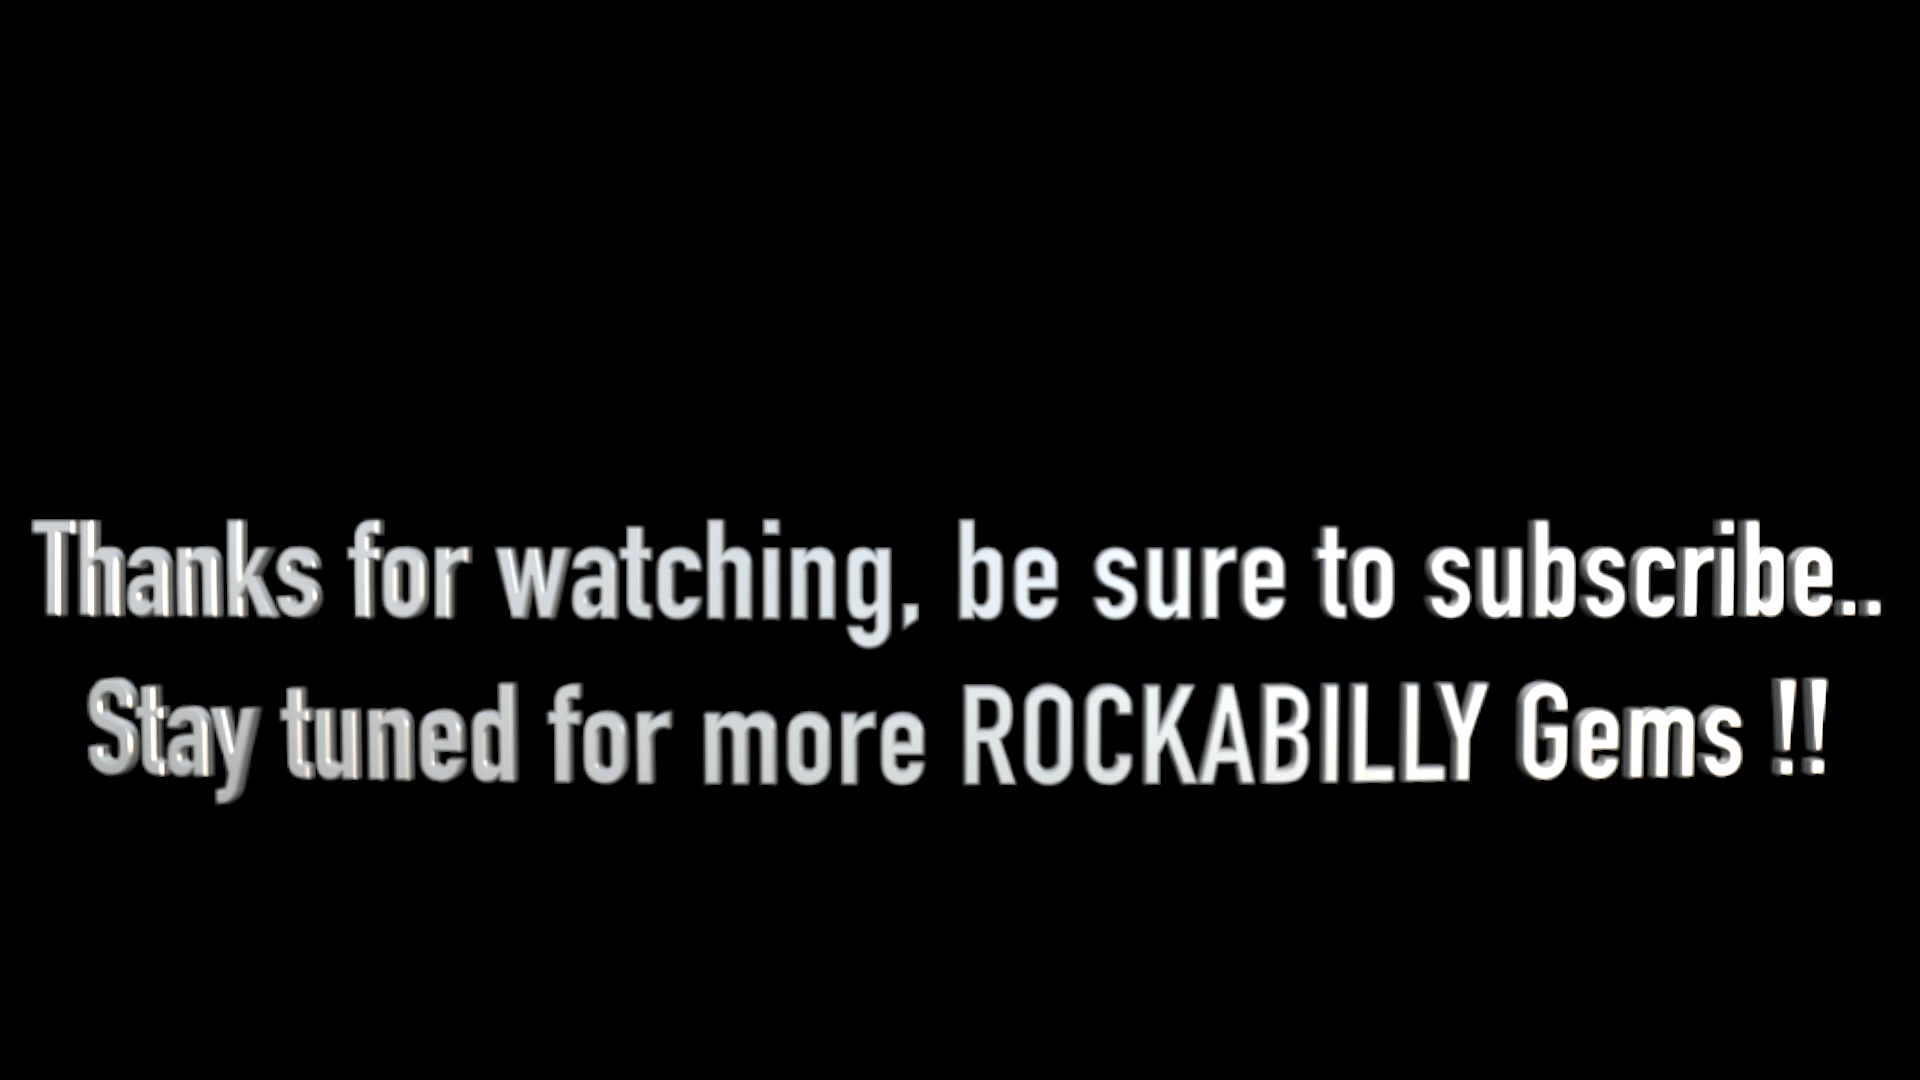 Thanks for watching, be sure to subscribe..
Stay tuned for more ROCKABILLY Gems !!